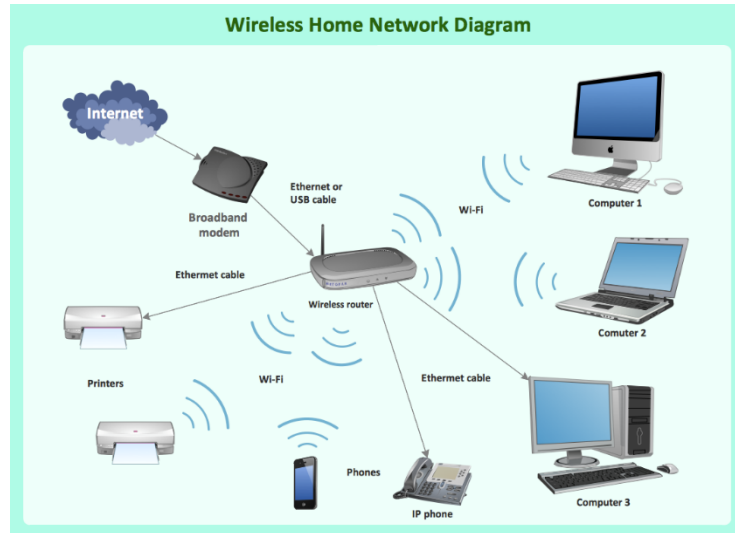 Wireless Home Network Diagram
Internet
Ethernet or
USB cable
Broadband
modem
Wi-Fi
Computer 1
Ethermet cable
Wireless router
Comuter 2
Printers
Wi-Fi
Ethermet cable
Phones
IP phone
Computer 3